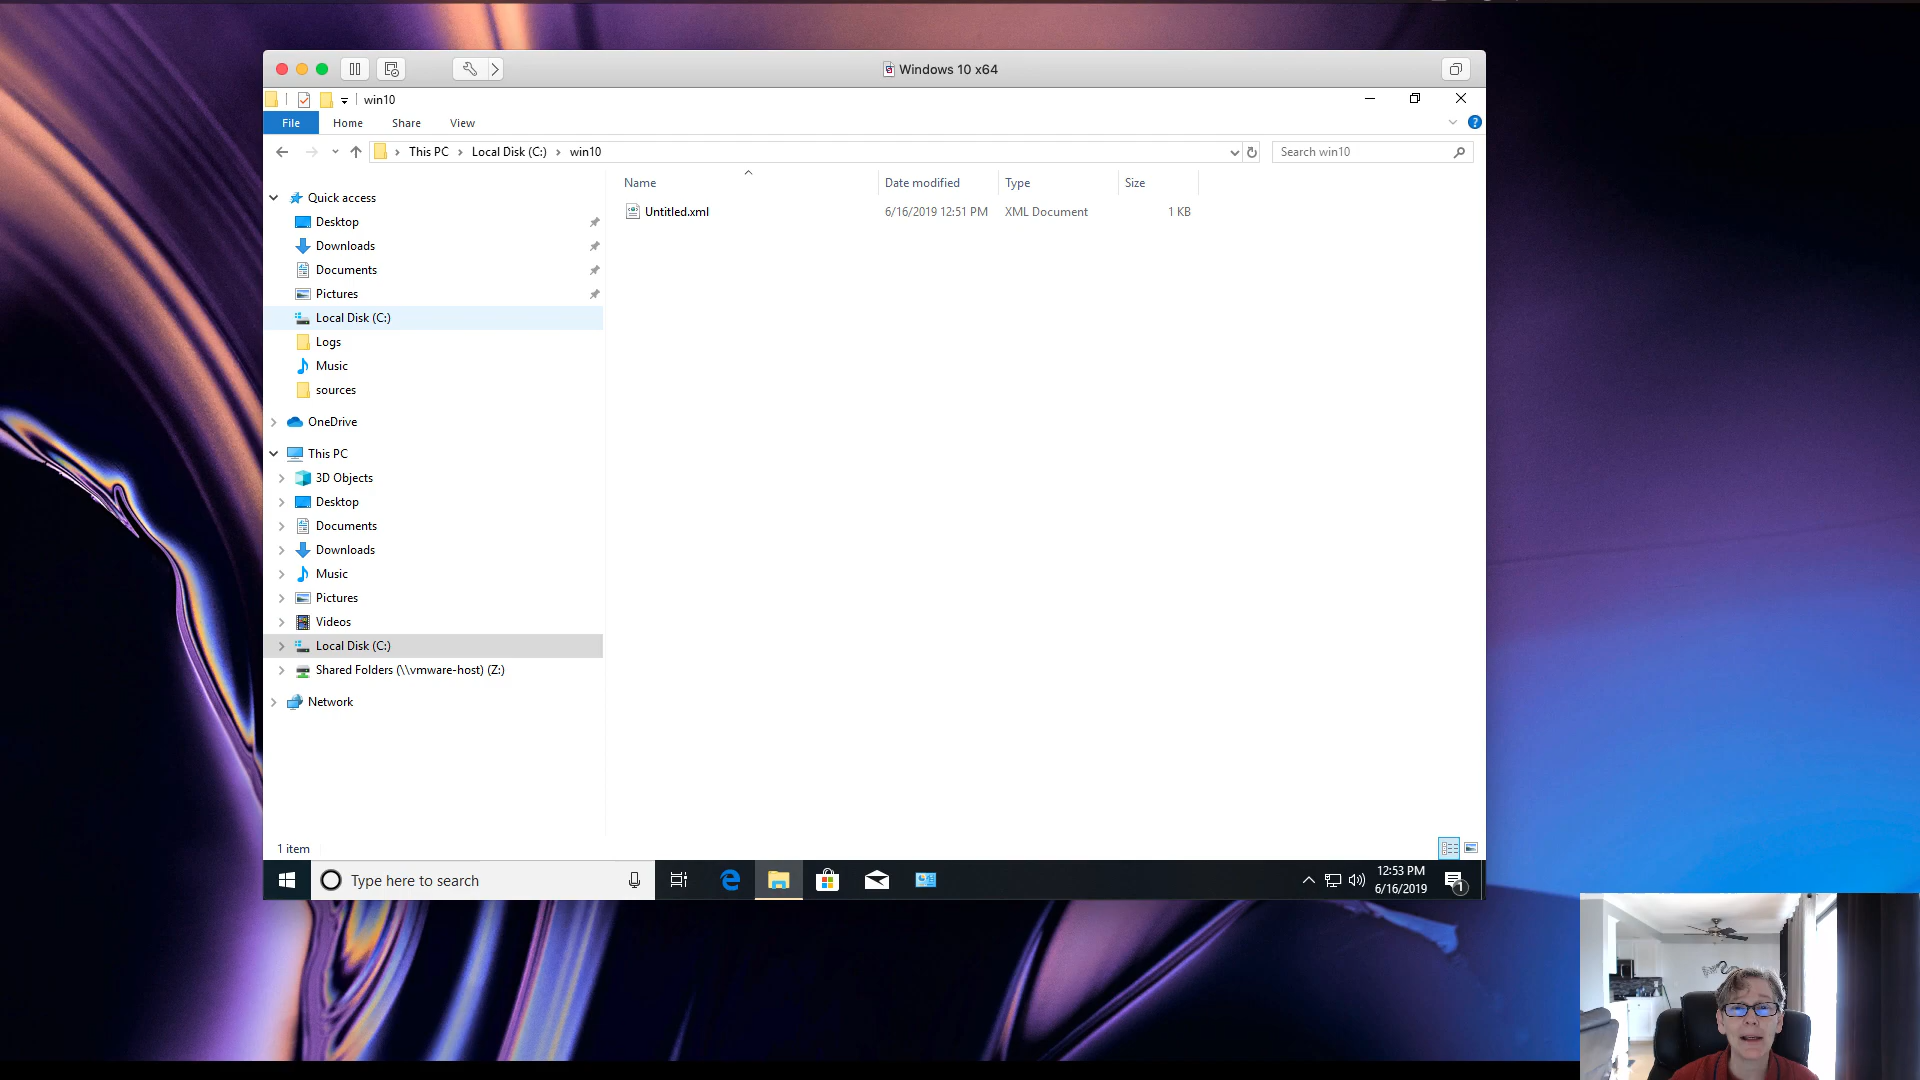 Windows 10 x64
win10
File Home Share View
This PC Local Disk (C:) win10
Search win10
Name Date modified Type Size
Untitled.xml 6/16/2019 12:51 PM XML Document 1 KB
Quick access
Desktop
Downloads
Documents
Pictures
Local Disk (C:)
Logs
Music
sources
OneDrive
This PC
3D Objects
Desktop
Documents
Downloads
Music
Pictures
Videos
Local Disk (C:)
Shared Folders (\\vmware-host) (Z:)
Network
1 item
Type here to search
12:53 PM
6/16/2019
1